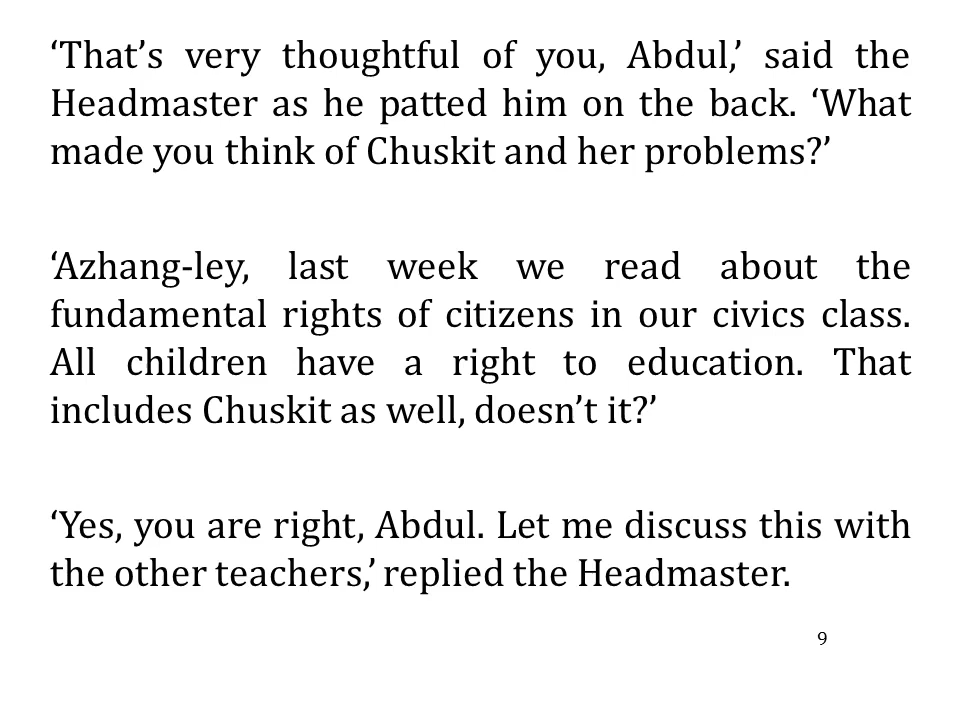 ‘That’s very thoughtful of you, Abdul,’ said the
Headmaster as he patted him on the back. ‘What
made you think of Chuskit and her problems?’
‘Azhang-ley, last week we read about the
fundamental rights of citizens in our civics class.
All children have a right to education. That
includes Chuskit as well, doesn’t it?’
‘Yes, you are right, Abdul. Let me discuss this with
the other teachers,’ replied the Headmaster.
9